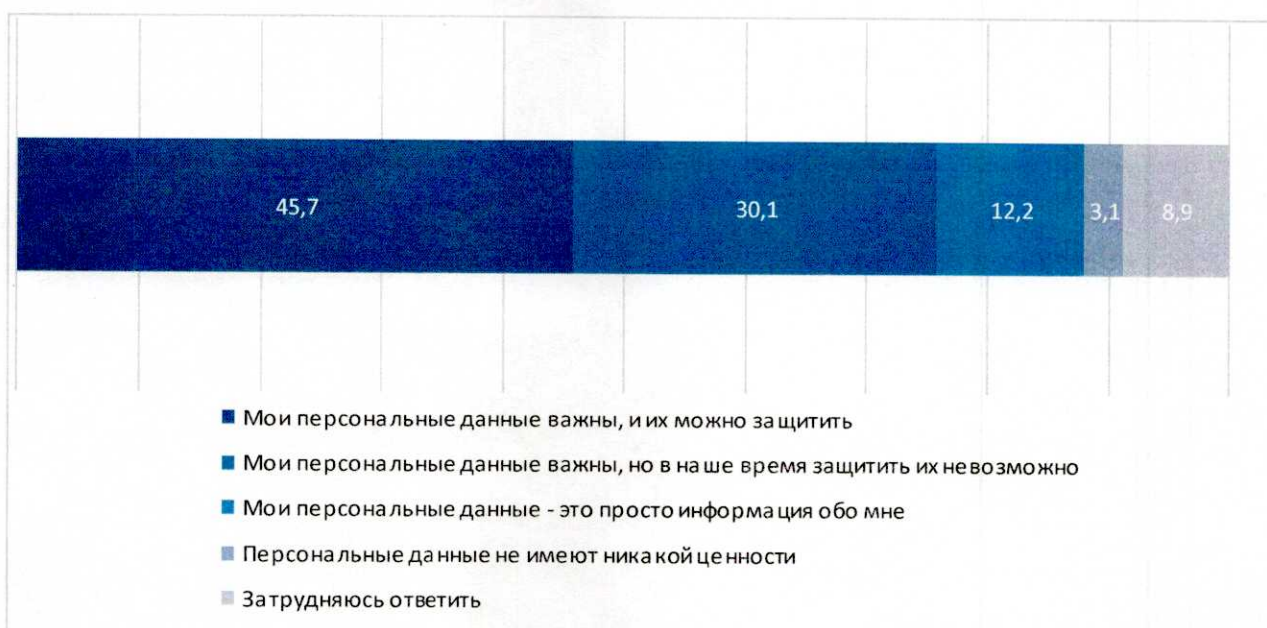 45,7 30,1 12,2 3,1 8,9
Мои персональные данные важны, и их можно защитить
Мои персональные данные важны, но в наше время защитить их невозможно
Мои персональные данные - это просто информация обо мне
Персональные данные не имеют никакой ценности
Затрудняюсь ответить